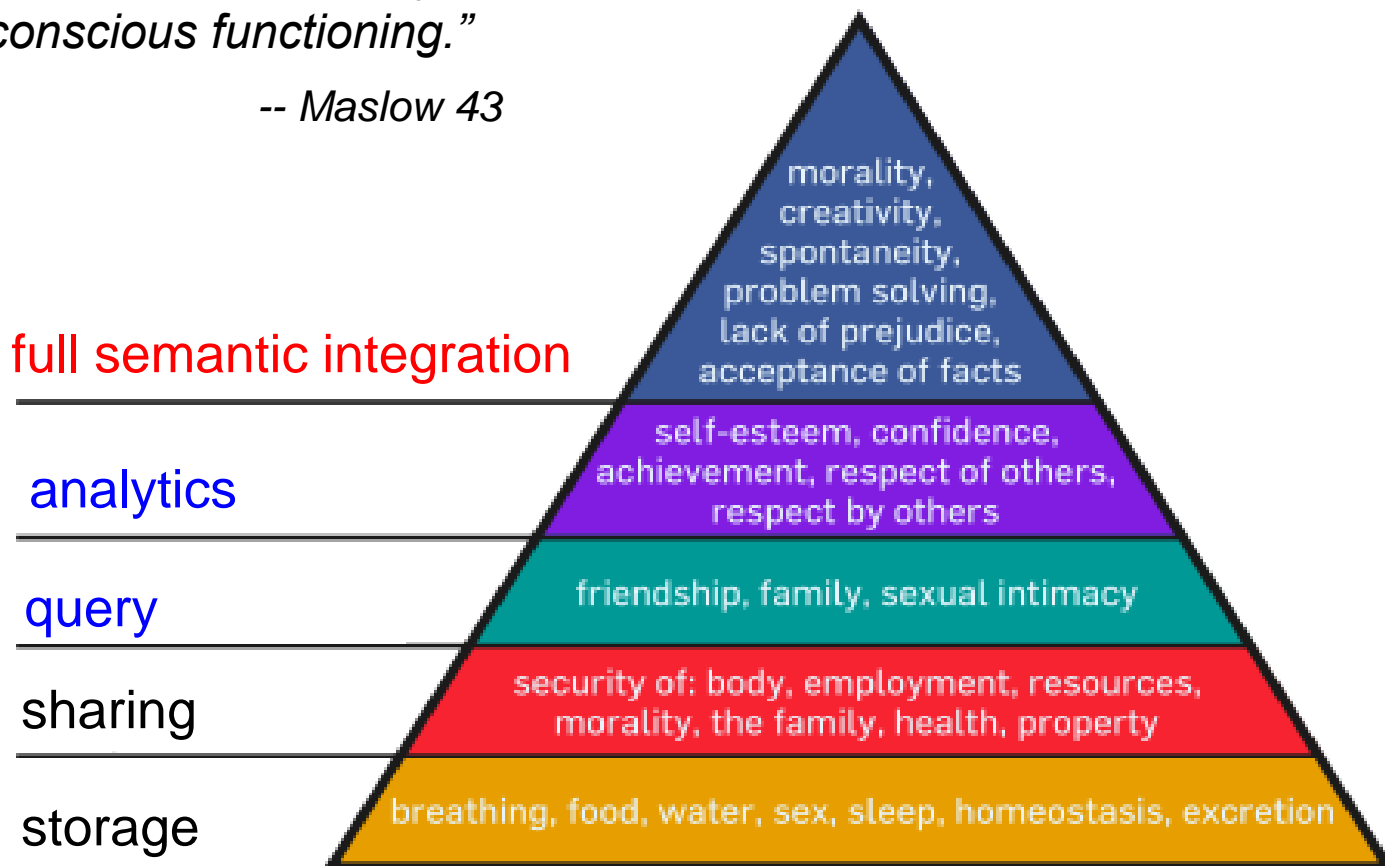 conscious functioning.”
-- Maslow 43
morality,
creativity,
spontaneity,
problem solving,
lack of prejudice,
acceptance of facts
full semantic integration
self-esteem, confidence,
achievement, respect of others,
respect by others
analytics
friendship, family, sexual intimacy
query
security of: body, employment, resources,
morality, the family, health, property
sharing
breathing, food, water, sex, sleep, homeostasis, excretion
storage